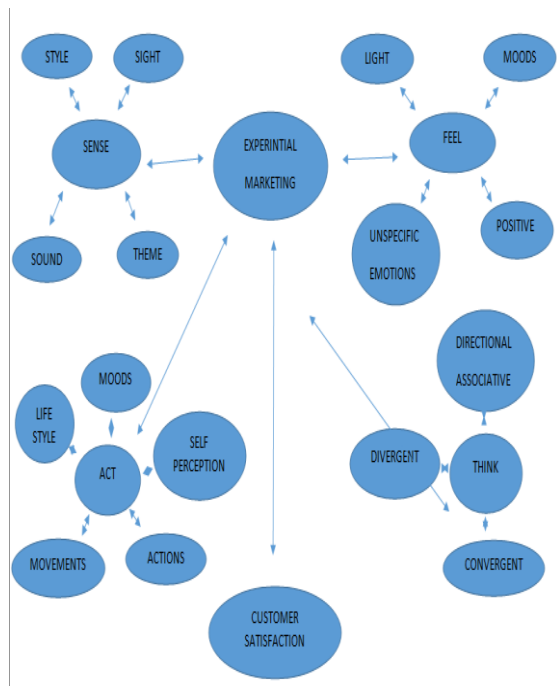 STYLE
SIGHT
SENSE
SOUND
THEME
EXPERINTIAL
MARKETING
LIGHT
MOODS
FEEL
UNSPECIFIC
EMOTIONS
POSITIVE
MOODS
LIFE
STYLE
ACT
SELF
PERCEPTION
MOVEMENTS
ACTIONS
DIRECTIONAL
ASSOCIATIVE
DIVERGENT
THINK
CONVERGENT
CUSTOMER
SATISFACTION